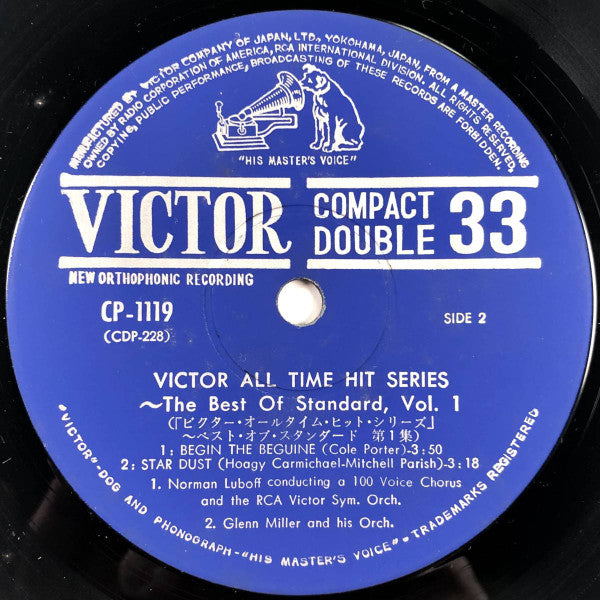 MANUFACTURED BY VICTOR COMPANY OF JAPAN, LTD., YOKOHAMA, JAPAN, FROM A MASTER RECORDING
OWNED BY RADIO CORPORATION OF AMERICA, RCA INTERNATIONAL DIVISION. ALL RIGHTS RESERVED.
COPYING, PUBLIC PERFORMANCE, BROADCASTING OF THESE RECORDS ARE FORBIDDEN.
"HIS MASTER'S VOICE"
VICTOR
COMPACT
DOUBLE
33
NEW ORTHOPHONIC RECORDING
CP-1119
(CDP-228)
SIDE 2
VICTOR ALL TIME HIT SERIES
～The Best Of Standard, Vol. 1
(『ビクター・オールタイム・ヒット・シリーズ』
～ベスト・オブ・スタンダード 第1集)
1: BEGIN THE BEGUINE (Cole Porter)-3:50
2: STAR DUST (Hoagy Carmichael-Mitchell Parish)-3:18
1. Norman Luboff conducting a 100 Voice Chorus
and the RCA Victor Sym. Orch.
2. Glenn Miller and his Orch.
"VICTOR"-DOG AND PHONOGRAPH-"HIS MASTER'S VOICE"-TRADEMARKS REGISTERED